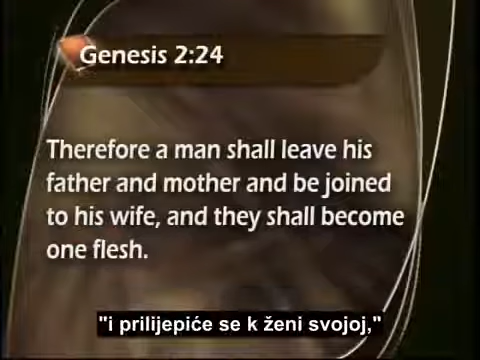 Genesis 2:24
Therefore a man shall leave his
father and mother and be joined
to his wife, and they shall become
one flesh.
"i prilijepiće se k ženi svojoj,"